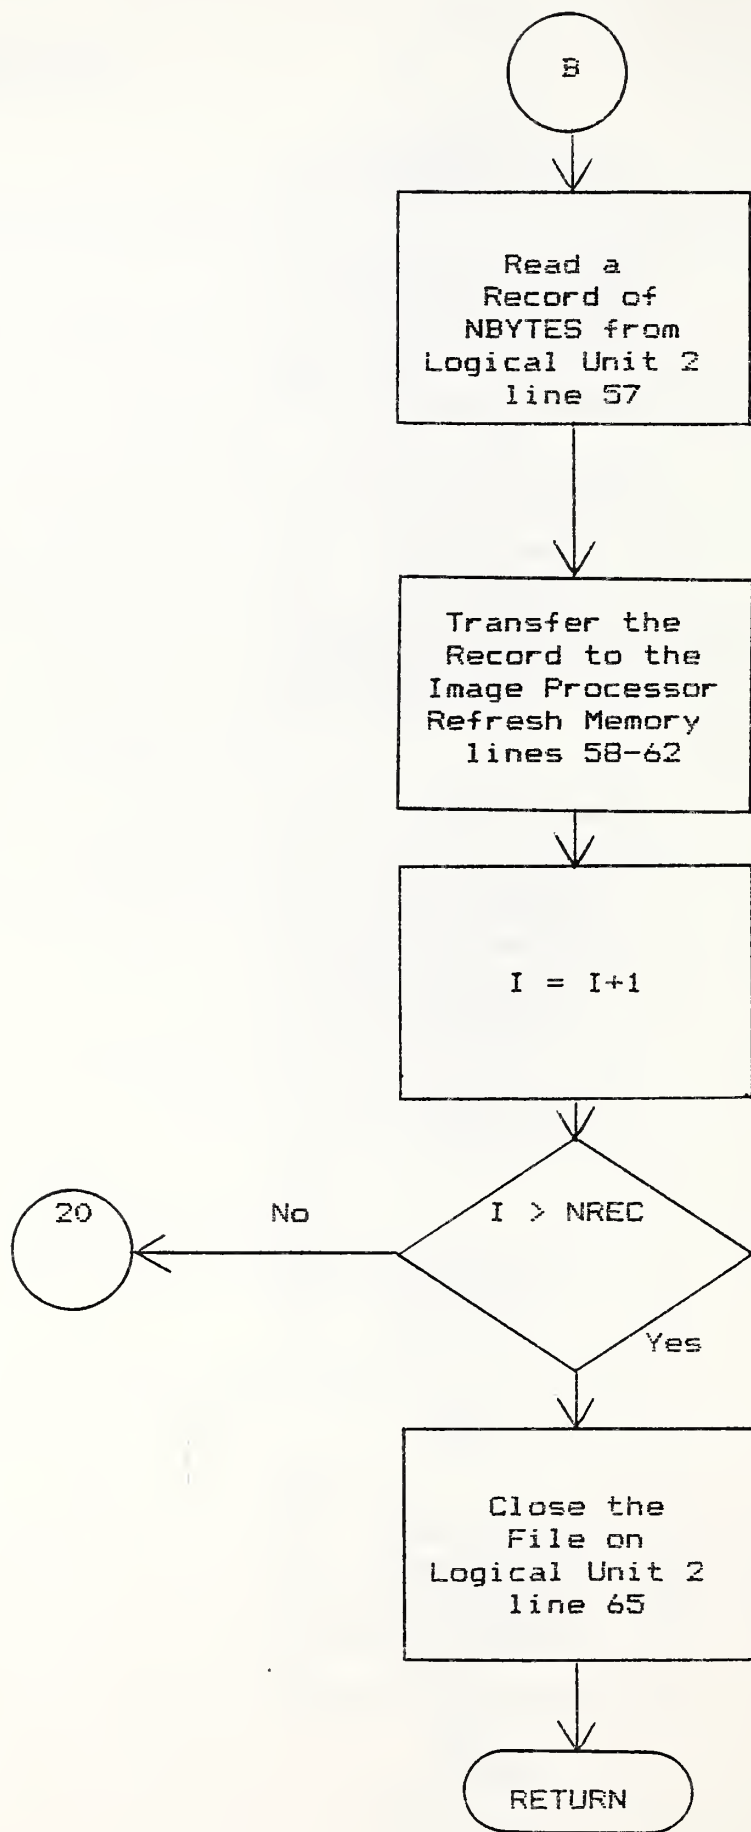 B
Read a
Record of
NBYTES from
Logical Unit 2
line 57
Transfer the
Record to the
Image Processor
Refresh Memory
lines 58-62
I = I+1
20
No
I > NREC
Yes
Close the
File on
Logical Unit 2
line 65
RETURN